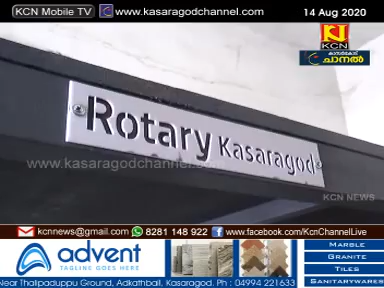 KCN Mobile TV
www.kasaragodchannel.com
14 Aug 2020
KCN
കാസർകോട്
ചാനൽ
Rotary Kasaragod
www.kasaragodchannel.com
KCN NEWS
kcnnews@gmail.com 8281 148 922 www.facebook.com/KcnChannelLive
advent
TAGLINE GOES HERE
MARBLE
GRANITE
TILES
SANITARYWARES
Near Thalipaduppu Ground, Adkathbail, Kasaragod. Ph : 04994 221633